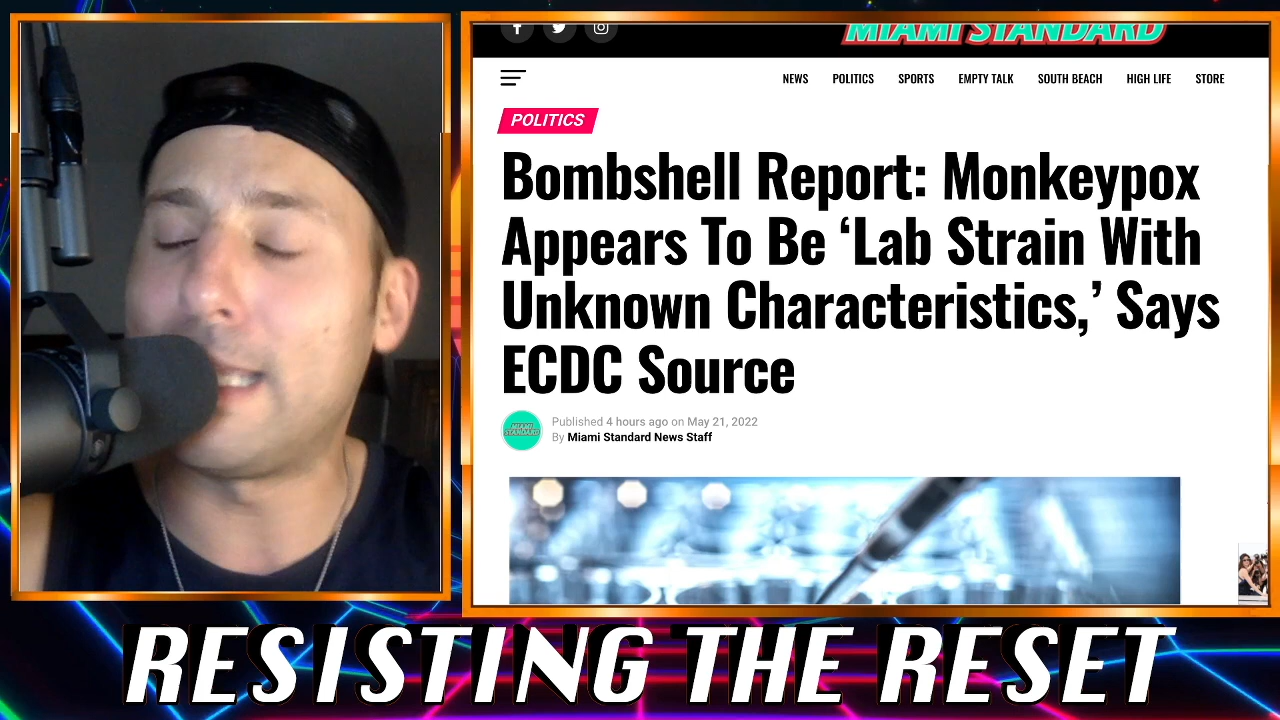 MIAMI STANDARD
NEWS POLITICS SPORTS EMPTY TALK SOUTH BEACH HIGH LIFE STORE
POLITICS
Bombshell Report: Monkeypox
Appears To Be ‘Lab Strain With
Unknown Characteristics,’ Says
ECDC Source
Published 4 hours ago on May 21, 2022
By Miami Standard News Staff
MIAMI
STANDARD
RESISTING THE RESET